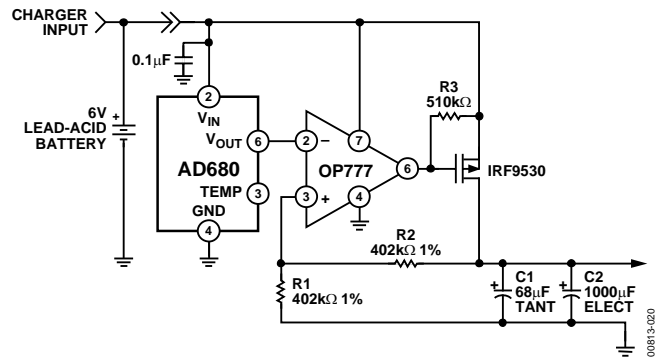 CHARGER
INPUT
0.1µF
6V
LEAD-ACID
BATTERY
+
2
VIN
VOUT
6
AD680
TEMP
3
GND
4
2
–
7
OP777
6
3
+
4
R3
510kΩ
IRF9530
R2
402kΩ 1%
R1
402kΩ 1%
+
C1
68µF
TANT
+
C2
1000µF
ELECT
00813-020